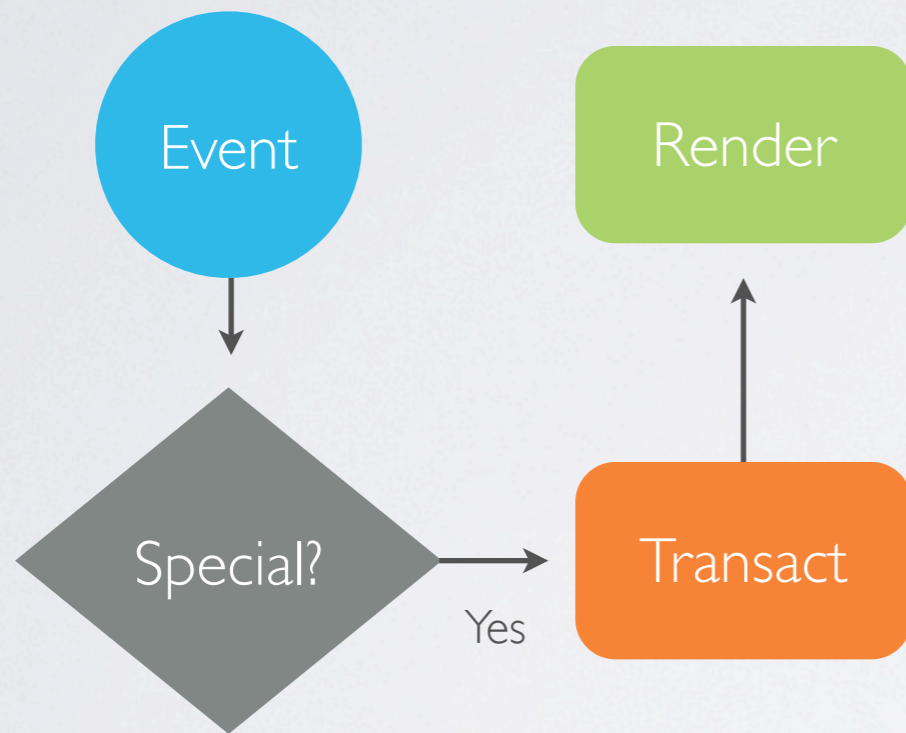 Event
Render
Special?
Yes
Transact